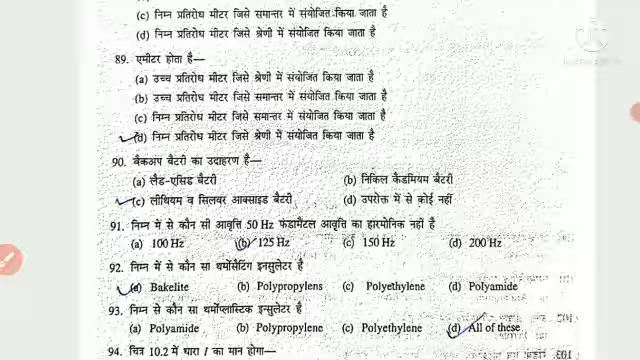 (c) निम्न प्रतिरोध मीटर जिसे समान्तर में संयोजित किया जाता है
(d) निम्न प्रतिरोध मीटर जिसे श्रेणी में संयोजित किया जाता है
89. एमीटर होता है—
(a) उच्च प्रतिरोध मीटर जिसे श्रेणी में संयोजित किया जाता है
(b) उच्च प्रतिरोध मीटर जिसे समान्तर में संयोजित किया जाता है
(c) निम्न प्रतिरोध मीटर जिसे समान्तर में संयोजित किया जाता है
(d) निम्न प्रतिरोध मीटर जिसे श्रेणी में संयोजित किया जाता है
90. बैकअप बैटरी का उदाहरण है—
(a) लैड-एसिड बैटरी (b) निकिल कैडमियम बैटरी
(c) लीथियम व सिलवर आक्साइड बैटरी (d) उपरोक्त में से कोई नहीं
91. निम्न में से कौन सी आवृत्ति 50 Hz फंडामैंटल आवृत्ति का हारमोनिक नहीं है
(a) 100 Hz (b) 125 Hz (c) 150 Hz (d) 200 Hz
92. निम्न में से कौन सा थर्मोसैटिंग इनसुलेटर है
(a) Bakelite (b) Polypropylens (c) Polyethylene (d) Polyamide
93. निम्न से कौन सा थर्मोप्लास्टिक इन्सुलेटर है
(a) Polyamide (b) Polypropylene (c) Polyethylene (d) All of these
94. चित्र 10.2 में धारा I का मान होगा—